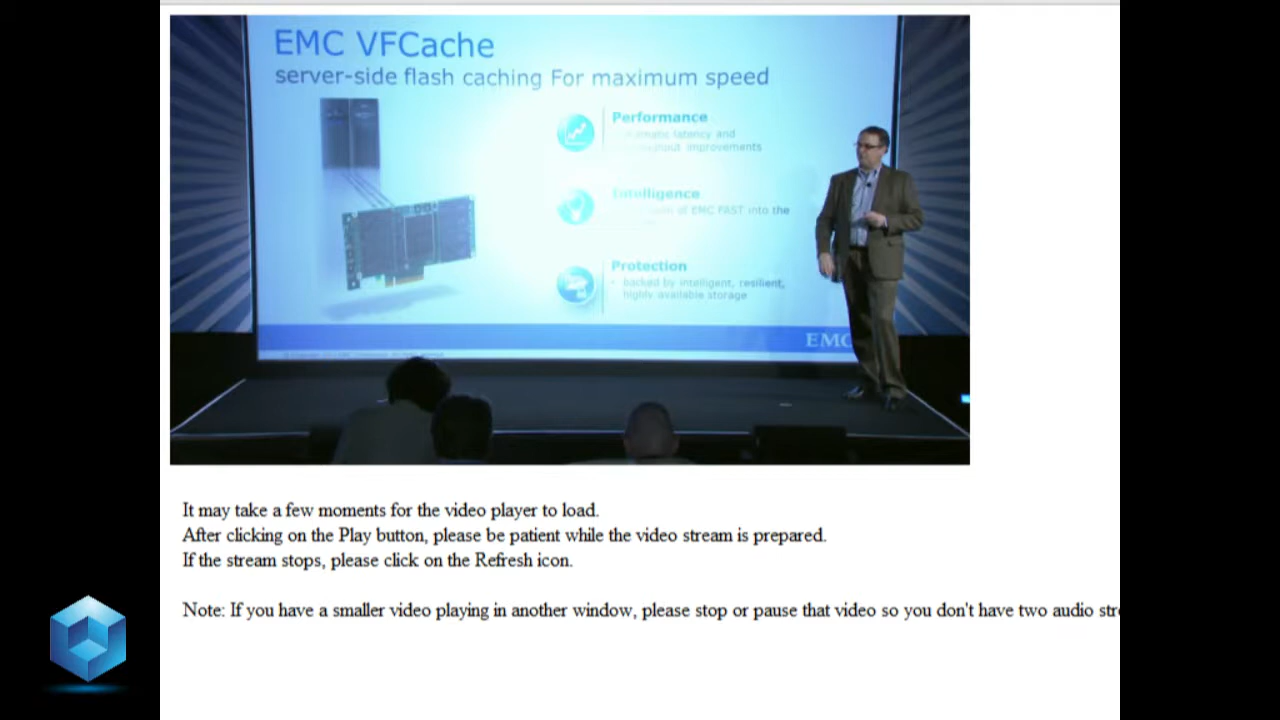 EMC VFCache
server-side flash caching For maximum speed
Performance
latency and
improvements
Intelligence
of EMC FAST into the
Protection
• backed by intelligent, resilient,
highly available storage
EMC
It may take a few moments for the video player to load.
After clicking on the Play button, please be patient while the video stream is prepared.
If the stream stops, please click on the Refresh icon.
Note: If you have a smaller video playing in another window, please stop or pause that video so you don't have two audio str